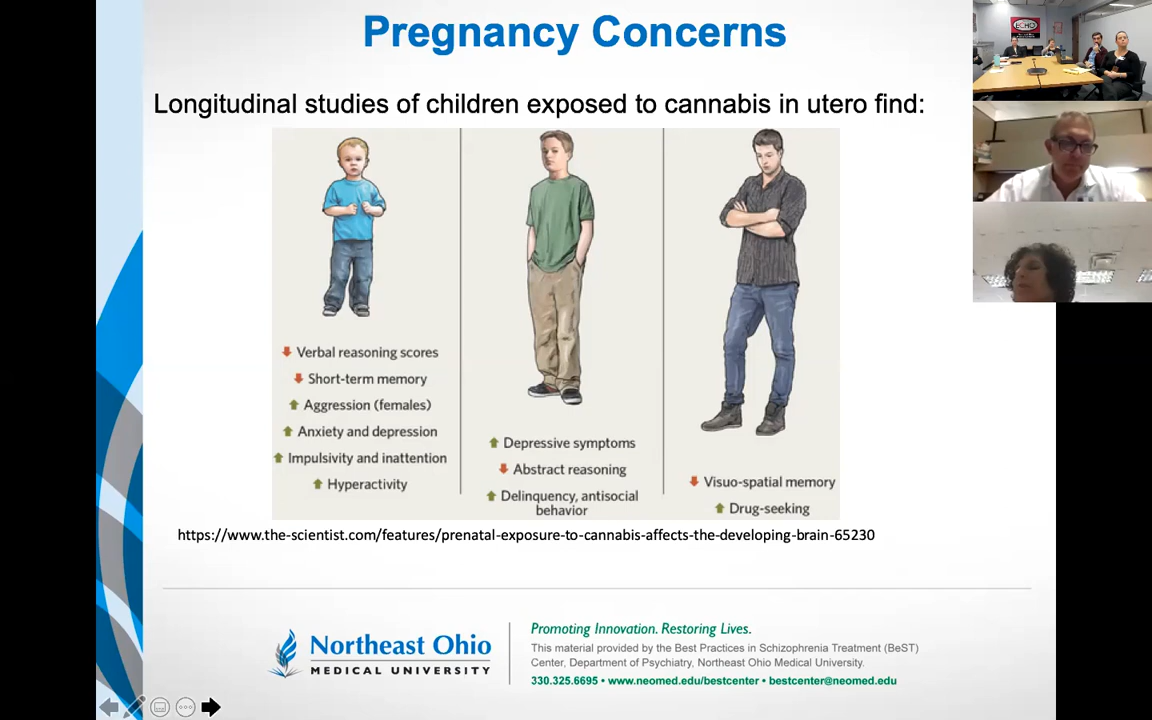 Pregnancy Concerns
Longitudinal studies of children exposed to cannabis in utero find:
Verbal reasoning scores
Short-term memory
Aggression (females)
Anxiety and depression
Impulsivity and inattention
Hyperactivity
Depressive symptoms
Abstract reasoning
Delinquency, antisocial
behavior
Visuo-spatial memory
Drug-seeking
https://www.the-scientist.com/features/prenatal-exposure-to-cannabis-affects-the-developing-brain-65230
Northeast Ohio
MEDICAL UNIVERSITY
Promoting Innovation. Restoring Lives.
This material provided by the Best Practices in Schizophrenia Treatment (BeST)
Center, Department of Psychiatry, Northeast Ohio Medical University.
330.325.6695 • www.neomed.edu/bestcenter • bestcenter@neomed.edu
ECHO